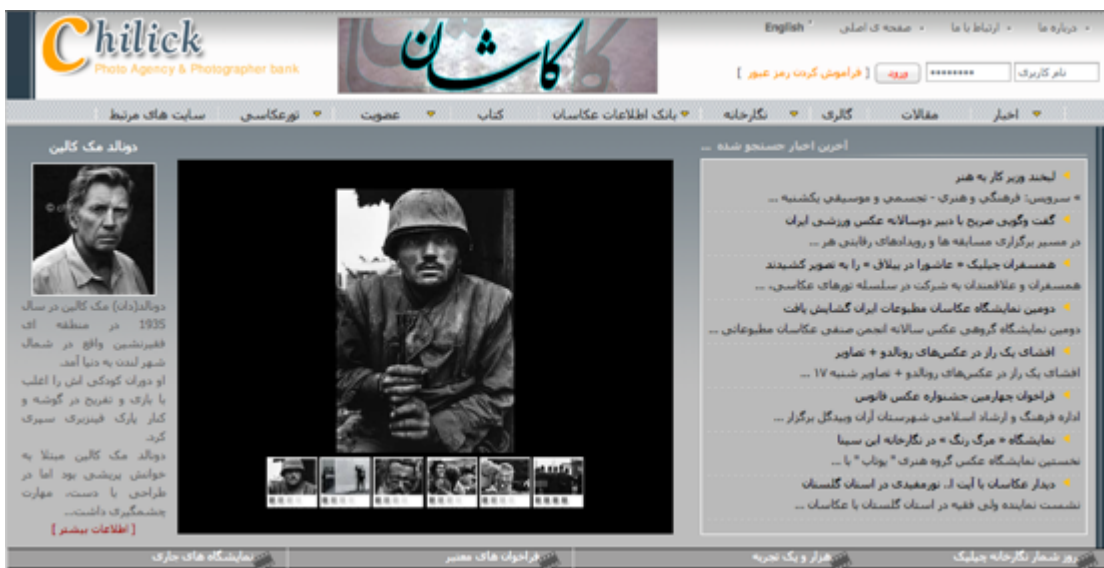 Chilick
Photo Agency & Photographer bank
کاشان
درباره ما
ارتباط با ما
صفحه ی اصلی
English
نام کاربری
********
ورود
[ فراموش کردن رمز عبور ]
اخبار
مقالات
گالری
نگارخانه
بانک اطلاعات عکاسان
کتاب
عضویت
تورعکاسی
سایت های مرتبط
آخرین اخبار جستجو شده ...
لبخند وزیر کار به هنر
» سرویس: فرهنگی و هنری - تجسمی و موسیقی یکشنبه ...
گفت وگویی صریح با دبیر دوسالانه عکس ورزشی ایران
در مسیر برگزاری مسابقه ها و رویدادهای رقابتی هر ...
همسفران چیلیک « عاشورا در ییلاق » را به تصویر کشیدند
همسفران و علاقمندان به شرکت در سلسله تورهای عکاسی، ...
دومین نمایشگاه عکاسان مطبوعات ایران گشایش یافت
دومین نمایشگاه گروهی عکس سالانه انجمن صنفی عکاسان مطبوعاتی ...
افشای یک راز در عکس‌های رونالدو + تصاویر
افشای یک راز در عکس‌های رونالدو + تصاویر شنبه ۱۷ ...
فراخوان چهارمین جشنواره عکس فانوس
اداره فرهنگ و ارشاد اسلامی شهرستان آران وبیدگل برگزار ...
نمایشگاه « مرگ رنگ » در نگارخانه ابن سینا
نخستین نمایشگاه عکس گروه هنری " یوتاب " با ...
دیدار عکاسان با آیت ا.. نورمفیدی در استان گلستان
نشست نماینده ولی فقیه در استان گلستان با عکاسان ...
دونالد مک کالین
دونالد(دان) مک کالین در سال
1935 در منطقه ای
فقیرنشین واقع در شمال
شهر لندن به دنیا آمد.
او دوران کودکی اش را اغلب
با بازی و تفریح در گوشه و
کنار پارک فینزبری سپری
کرد.
دونالد مک کالین مبتلا به
خوانش پریشی بود اما در
طراحی با دست، مهارت
چشمگیری داشت...
[ اطلاعات بیشتر ]
روز شمار نگارخانه چیلیک
هزار و یک تجربه
فراخوان های معتبر
نمایشگاه های جاری